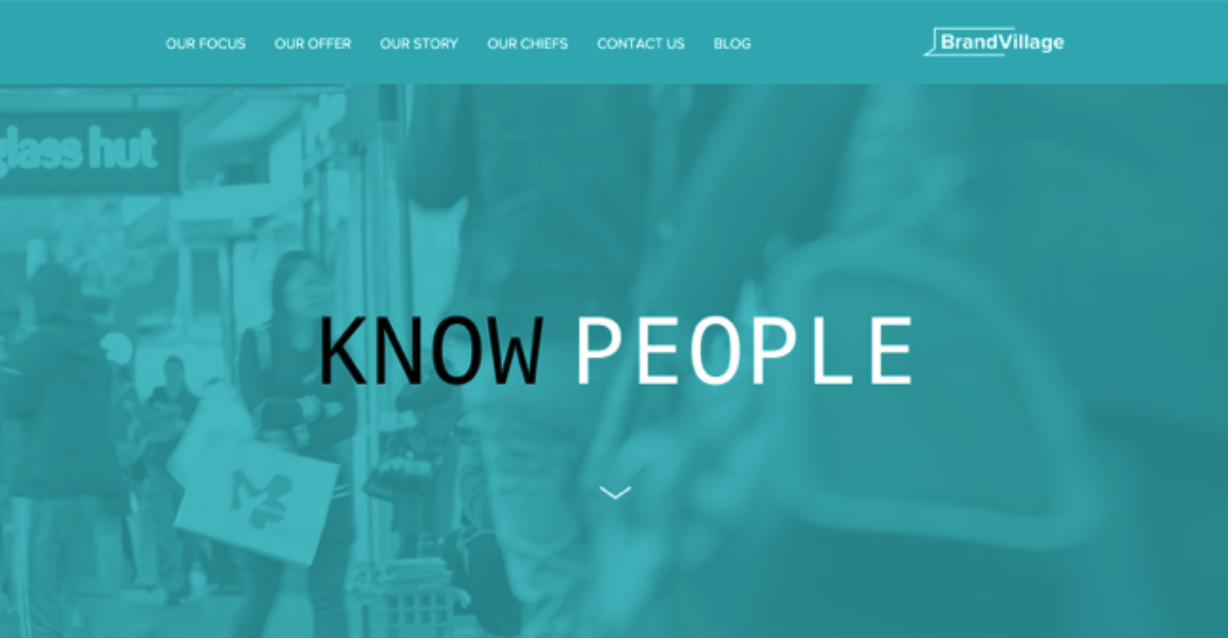 OUR FOCUS OUR OFFER OUR STORY OUR CHIEFS CONTACT US BLOG BrandVillage
glass hut
KNOW PEOPLE